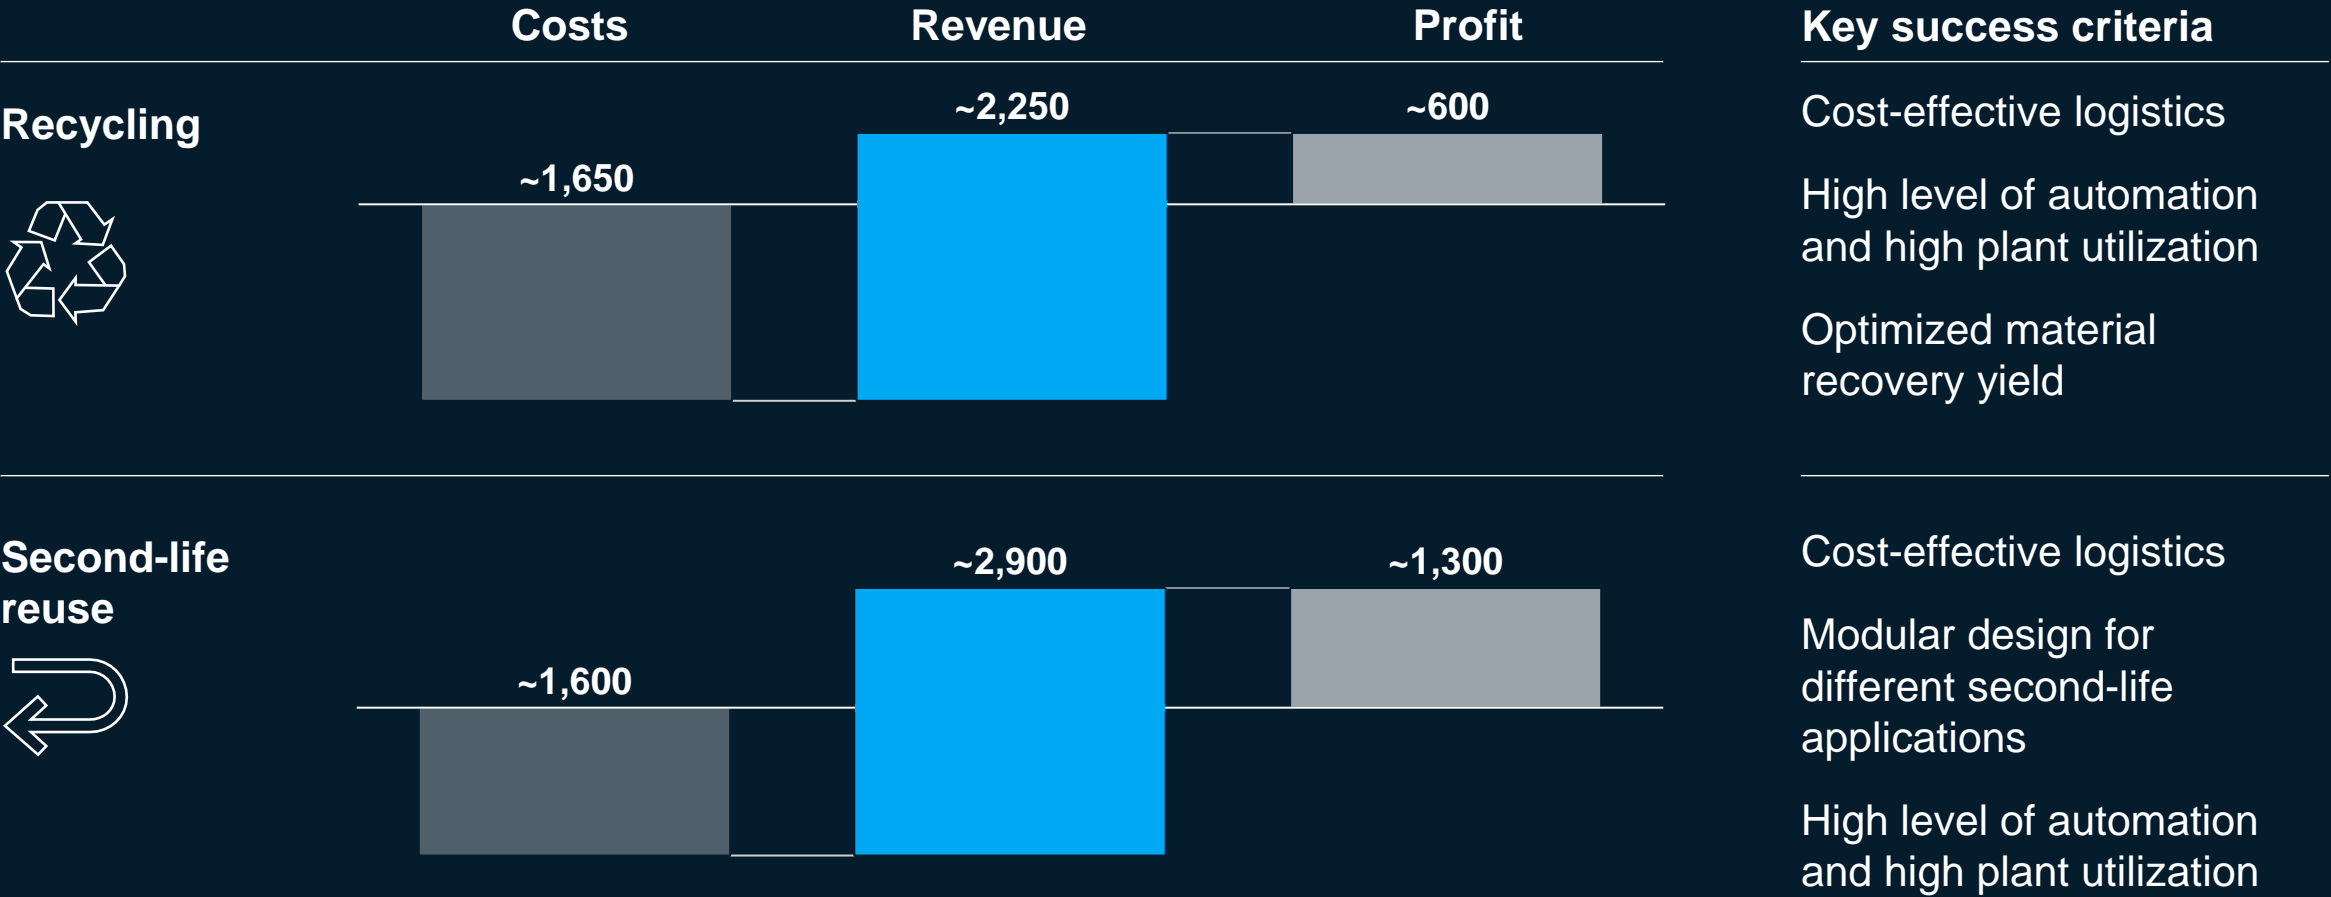 Costs
Revenue
Profit
Key success criteria
Recycling
~1,650
~2,250
~600
Cost-effective logistics
High level of automation
and high plant utilization
Optimized material
recovery yield
Second-life
reuse
~1,600
~2,900
~1,300
Cost-effective logistics
Modular design for
different second-life
applications
High level of automation
and high plant utilization